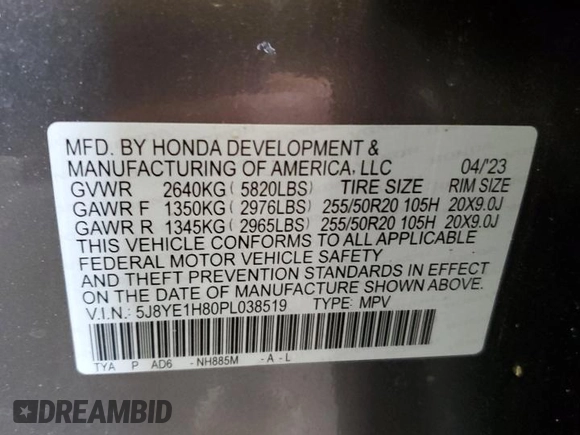 MFD. BY HONDA DEVELOPMENT &
MANUFACTURING OF AMERICA, LLC 04/'23
GVWR 2640KG ( 5820LBS) TIRE SIZE RIM SIZE
GAWR F 1350KG ( 2976LBS) 255/50R20 105H 20X9.0J
GAWR R 1345KG ( 2965LBS) 255/50R20 105H 20X9.0J
THIS VEHICLE CONFORMS TO ALL APPLICABLE
FEDERAL MOTOR VEHICLE SAFETY
AND THEFT PREVENTION STANDARDS IN EFFECT
ON THE DATE OF MANUFACTURE SHOWN ABOVE.
V.I.N.: 5J8YE1H80PL038519 TYPE: MPV
TYA P AD6 -NH885M -A-L
DREAMBID